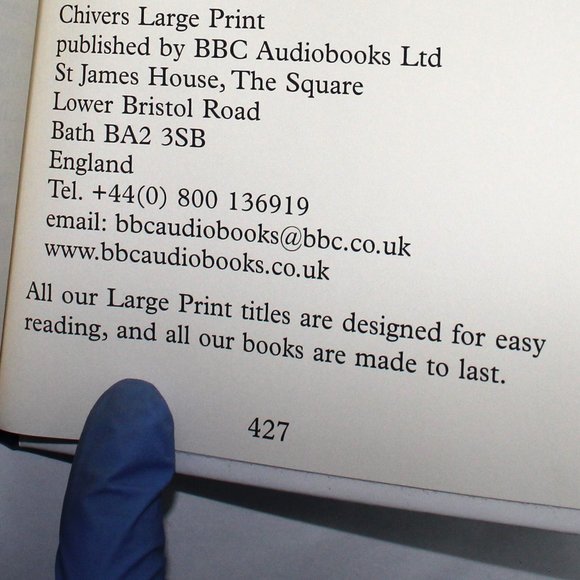 Chivers Large Print
published by BBC Audiobooks Ltd
St James House, The Square
Lower Bristol Road
Bath BA2 3SB
England
Tel. +44(0) 800 136919
email: bbcaudiobooks@bbc.co.uk
www.bbcaudiobooks.co.uk
All our Large Print titles are designed for easy
reading, and all our books are made to last.
427